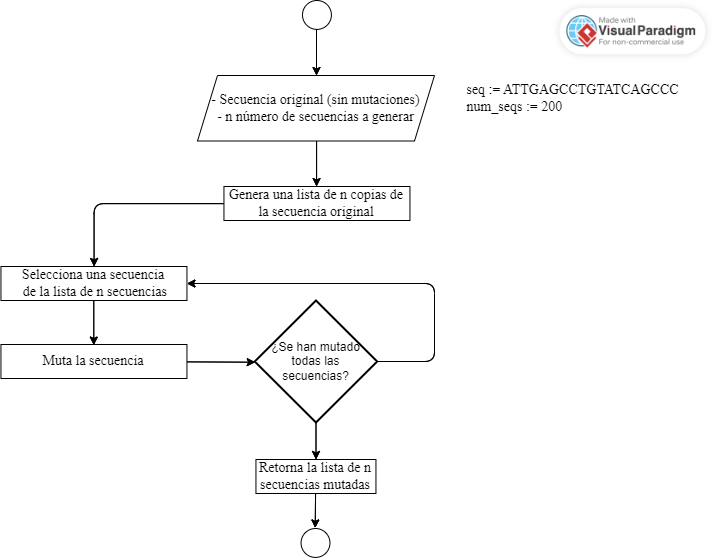 Made with
VisualParadigm
For non-commercial use
- Secuencia original (sin mutaciones)
- n número de secuencias a generar
seq := ATTGAGCCTGTATCAGCCC
num_seqs := 200
Genera una lista de n copias de
la secuencia original
Selecciona una secuencia
de la lista de n secuencias
Muta la secuencia
¿Se han mutado
todas las
secuencias?
Retorna la lista de n
secuencias mutadas